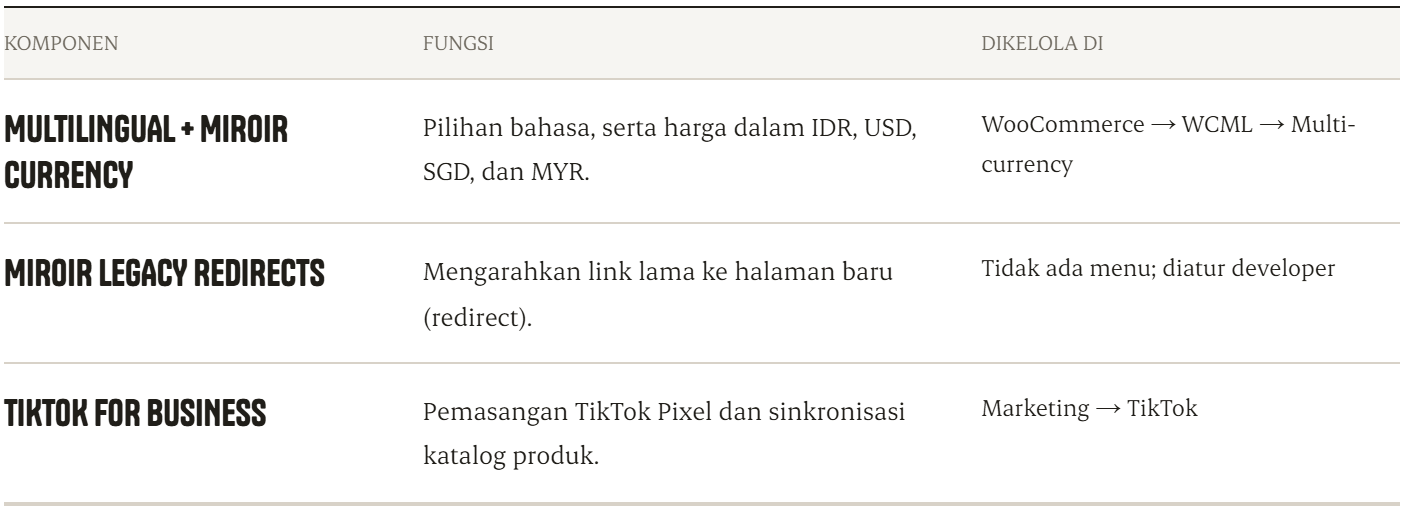 KOMPONEN FUNGSI DIKELOLA DI
MULTILINGUAL + MIROIR
CURRENCY
Pilihan bahasa, serta harga dalam IDR, USD,
SGD, dan MYR.
WooCommerce → WCML → Multi-
currency
MIROIR LEGACY REDIRECTS
Mengarahkan link lama ke halaman baru
(redirect).
Tidak ada menu; diatur developer
TIKTOK FOR BUSINESS
Pemasangan TikTok Pixel dan sinkronisasi
katalog produk.
Marketing → TikTok